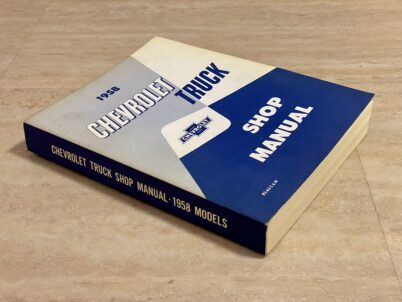 1958
CHEVROLET
TRUCK
CHEVROLET
SHOP
MANUAL
CHEVROLET TRUCK SHOP MANUAL · 1958 MODELS